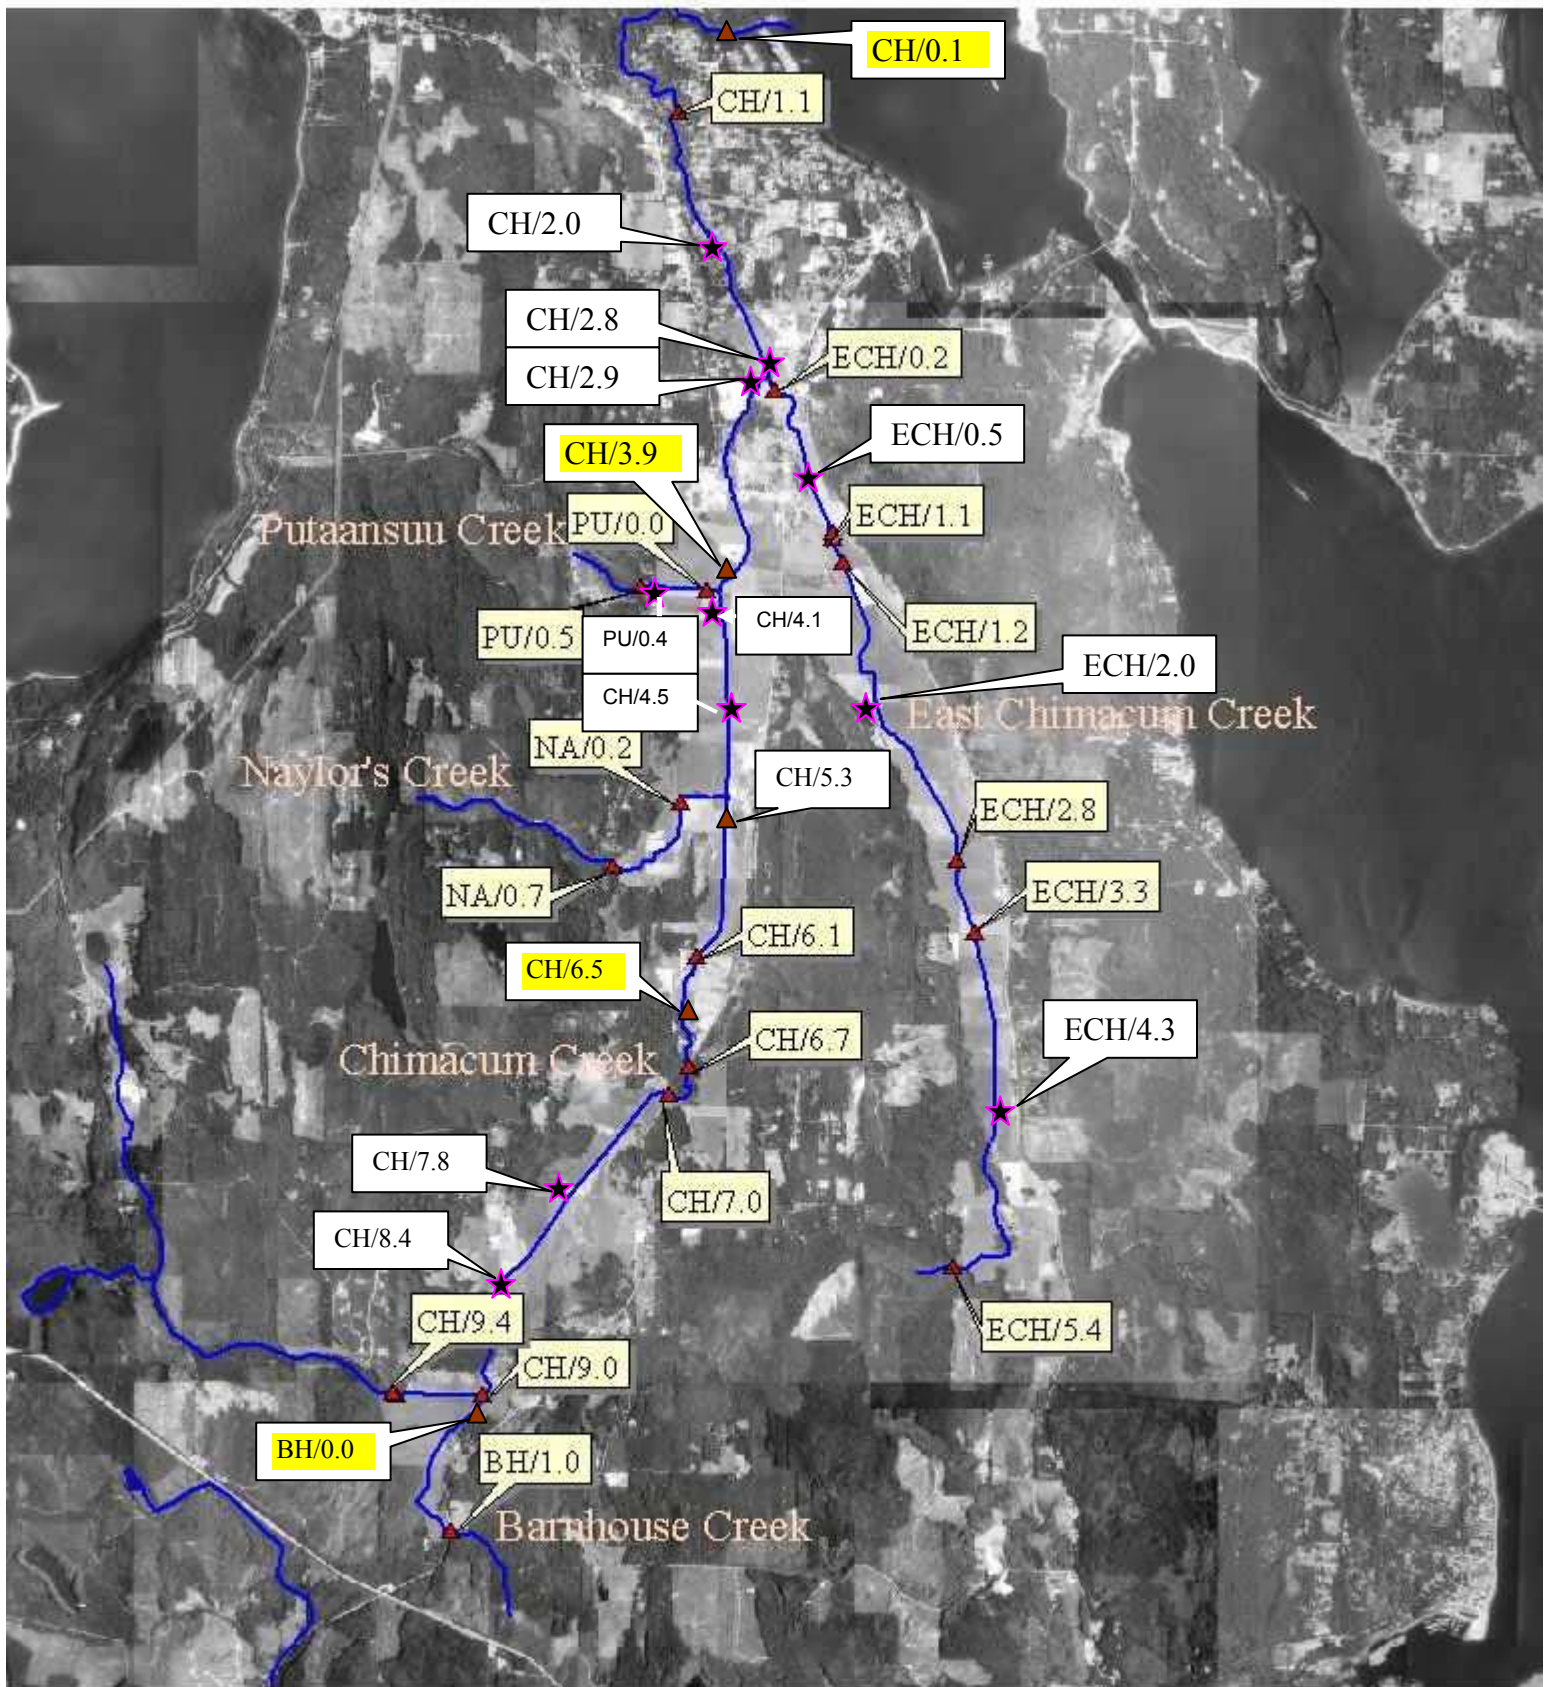 CH/0.1
CH/1.1
CH/2.0
CH/2.8
ECH/0.2
CH/2.9
ECH/0.5
CH/3.9
Putaansuu Creek
PU/0.0
ECH/1.1
PU/0.5
PU/0.4
CH/4.1
ECH/1.2
ECH/2.0
CH/4.5
East Chimacum Creek
NA/0.2
Naylor's Creek
CH/5.3
ECH/2.8
NA/0.7
ECH/3.3
CH/6.1
CH/6.5
ECH/4.3
CH/6.7
Chimacum Creek
CH/7.8
CH/7.0
CH/8.4
CH/9.4
ECH/5.4
CH/9.0
BH/0.0
BH/1.0
Barnhouse Creek